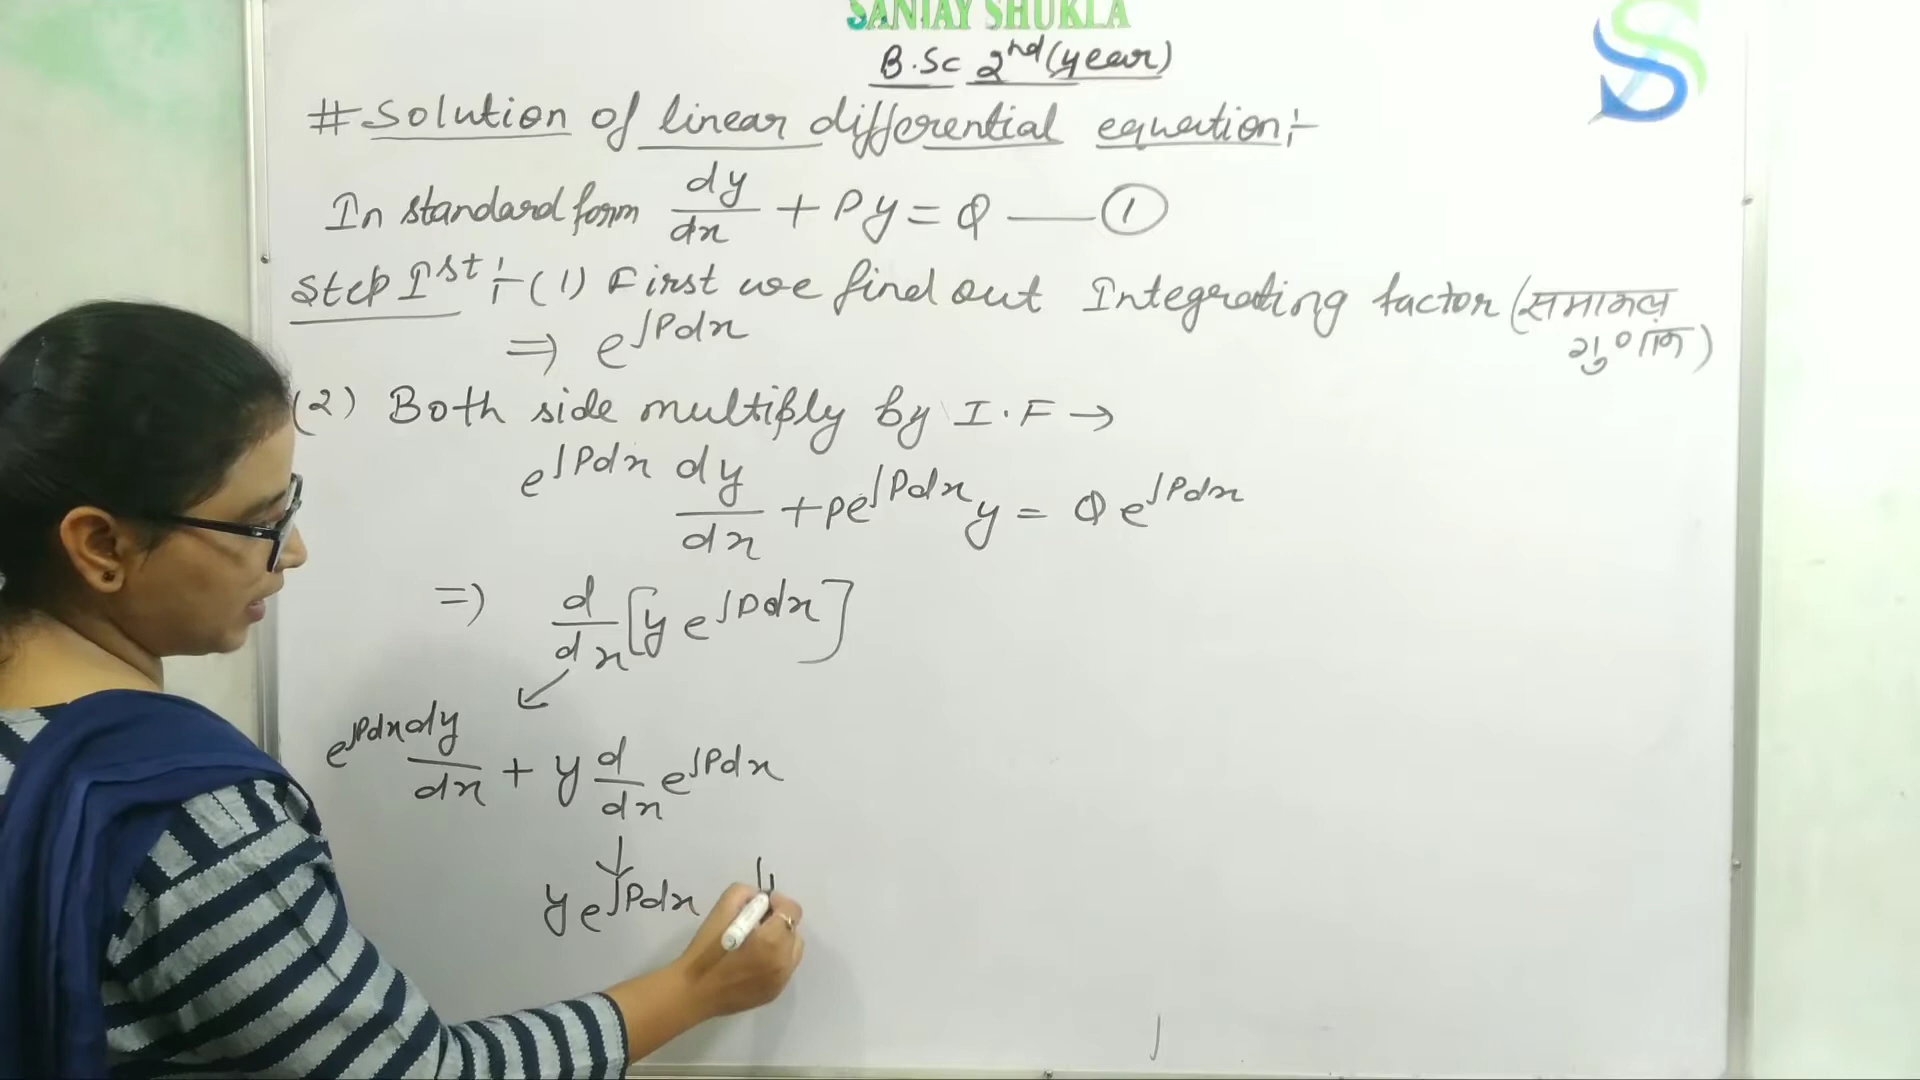 SANJAY SHUKLA
B.Sc 2nd (year)
# Solution of linear differential equation:-
In standard form dy/dx + Py = Q —— ①
Step Ist :- (1) First we find out Integrating factor (समाकल
गुणांक)
=> e^∫Pdx
(2) Both side multiply by I.F →
e^∫Pdx dy/dx + Pe^∫Pdx y = Q e^∫Pdx
=> d/dx [y e^∫Pdx]
e^∫Pdx dy/dx + y d/dx e^∫Pdx
y e^∫Pdx